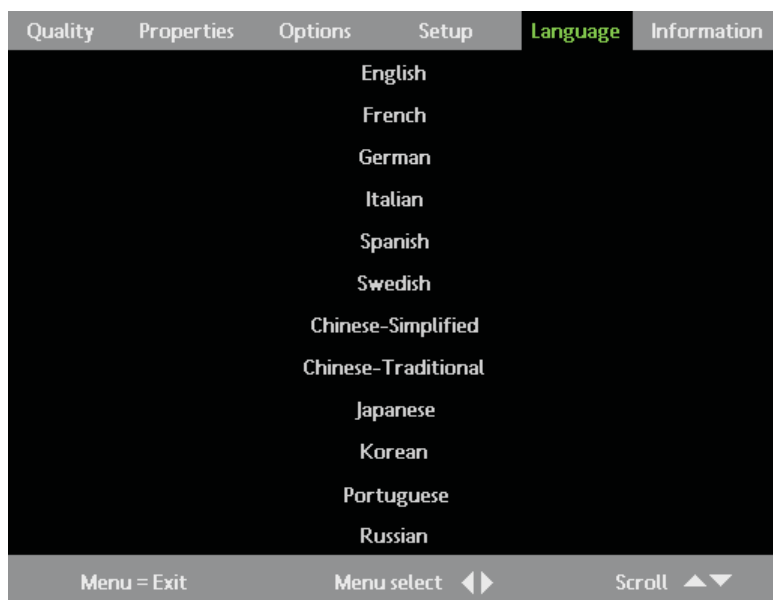 Quality Properties Options Setup Language Information
English
French
German
Italian
Spanish
Swedish
Chinese-Simplified
Chinese-Traditional
Japanese
Korean
Portuguese
Russian
Menu = Exit Menu select ◀▶ Scroll ▲▼